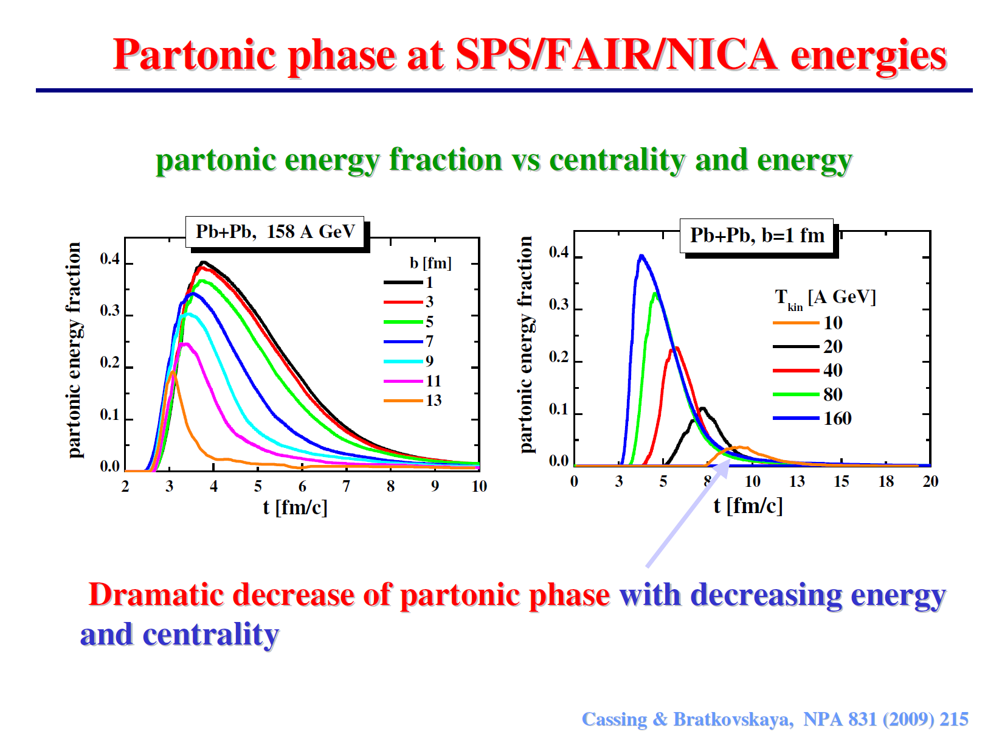 Partonic phase at SPS/FAIR/NICA energies
partonic energy fraction vs centrality and energy
Pb+Pb, 158 A GeV
partonic energy fraction
0.4
0.3
0.2
0.1
0.0
b [fm]
1
3
5
7
9
11
13
2 3 4 5 6 7 8 9 10
t [fm/c]
Pb+Pb, b=1 fm
partonic energy fraction
0.4
0.3
0.2
0.1
0.0
Tkin [A GeV]
10
20
40
80
160
0 3 5 8 10 13 15 18 20
t [fm/c]
Dramatic decrease of partonic phase with decreasing energy
and centrality
Cassing & Bratkovskaya, NPA 831 (2009) 215